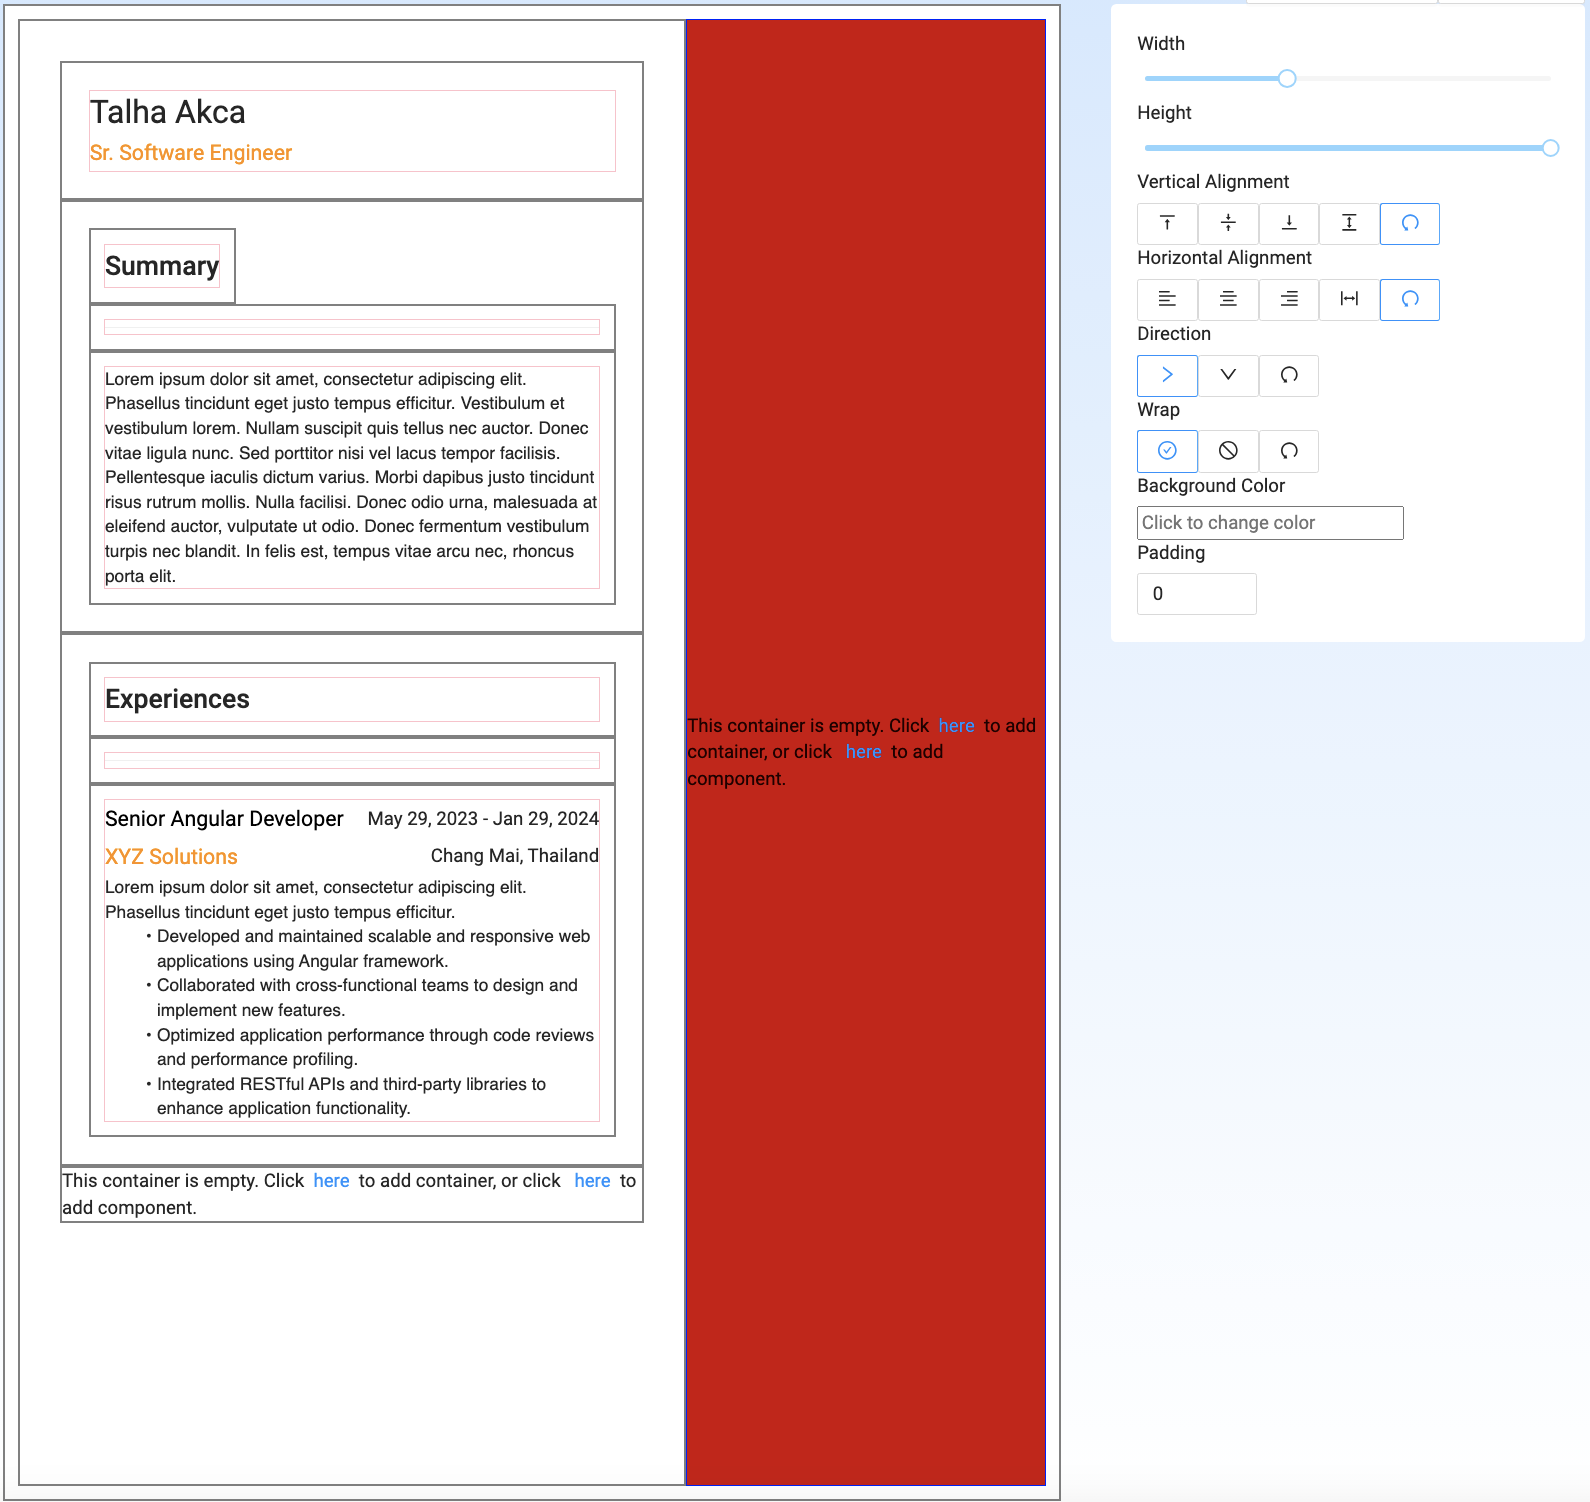 Talha Akca
Sr. Software Engineer
Summary
Lorem ipsum dolor sit amet, consectetur adipiscing elit.
Phasellus tincidunt eget justo tempus efficitur. Vestibulum et
vestibulum lorem. Nullam suscipit quis tellus nec auctor. Donec
vitae ligula nunc. Sed porttitor nisi vel lacus tempor facilisis.
Pellentesque iaculis dictum varius. Morbi dapibus justo tincidunt
risus rutrum mollis. Nulla facilisi. Donec odio urna, malesuada at
eleifend auctor, vulputate ut odio. Donec fermentum vestibulum
turpis nec blandit. In felis est, tempus vitae arcu nec, rhoncus
porta elit.
Experiences
Senior Angular Developer May 29, 2023 - Jan 29, 2024
XYZ Solutions Chang Mai, Thailand
Lorem ipsum dolor sit amet, consectetur adipiscing elit.
Phasellus tincidunt eget justo tempus efficitur.
• Developed and maintained scalable and responsive web
applications using Angular framework.
• Collaborated with cross-functional teams to design and
implement new features.
• Optimized application performance through code reviews
and performance profiling.
• Integrated RESTful APIs and third-party libraries to
enhance application functionality.
This container is empty. Click here to add container, or click here to
add component.
This container is empty. Click here to add
container, or click here to add
component.
Width
Height
Vertical Alignment
Horizontal Alignment
Direction
Wrap
Background Color
Click to change color
Padding
0